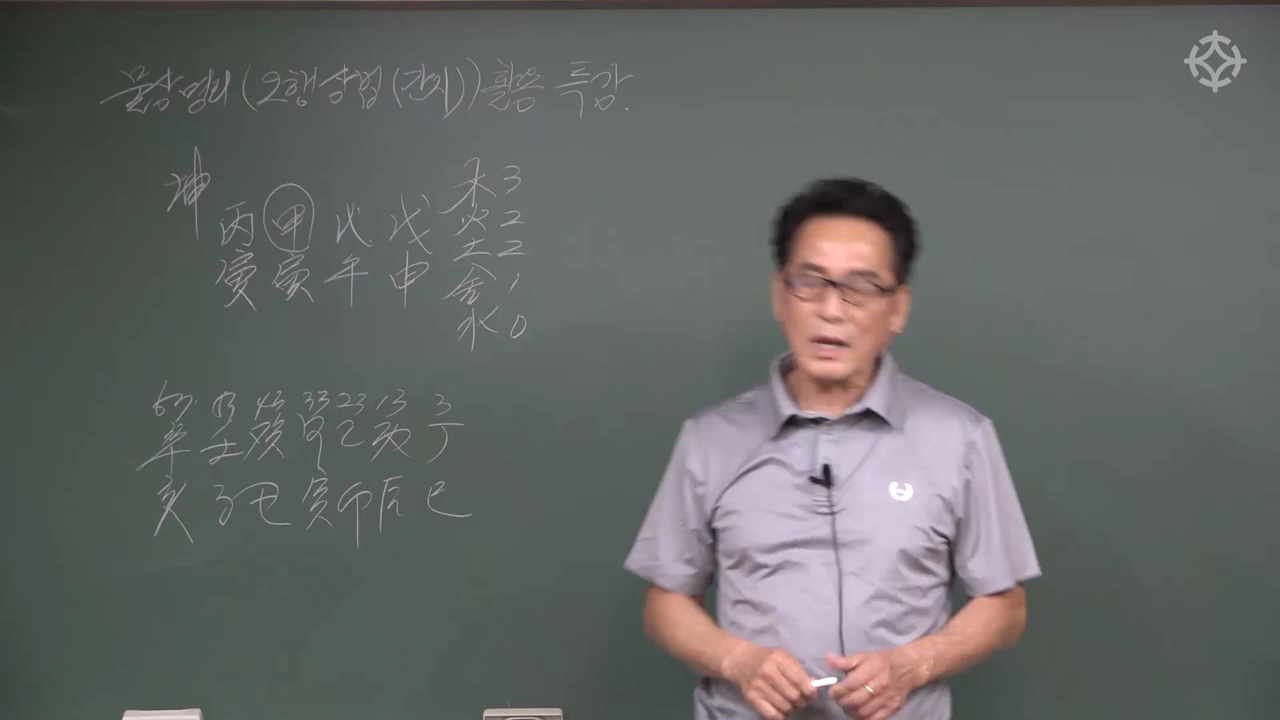 물상명리 (오행상법 (간지)) 활용 특강.
坤
丙 甲 戊 戊
寅 寅 午 申
木 3
火 2
土 2
金 1
水 0
63 53 43 33 23 13 3
辛 壬 癸 甲 乙 丙 丁
亥 子 丑 寅 卯 辰 巳